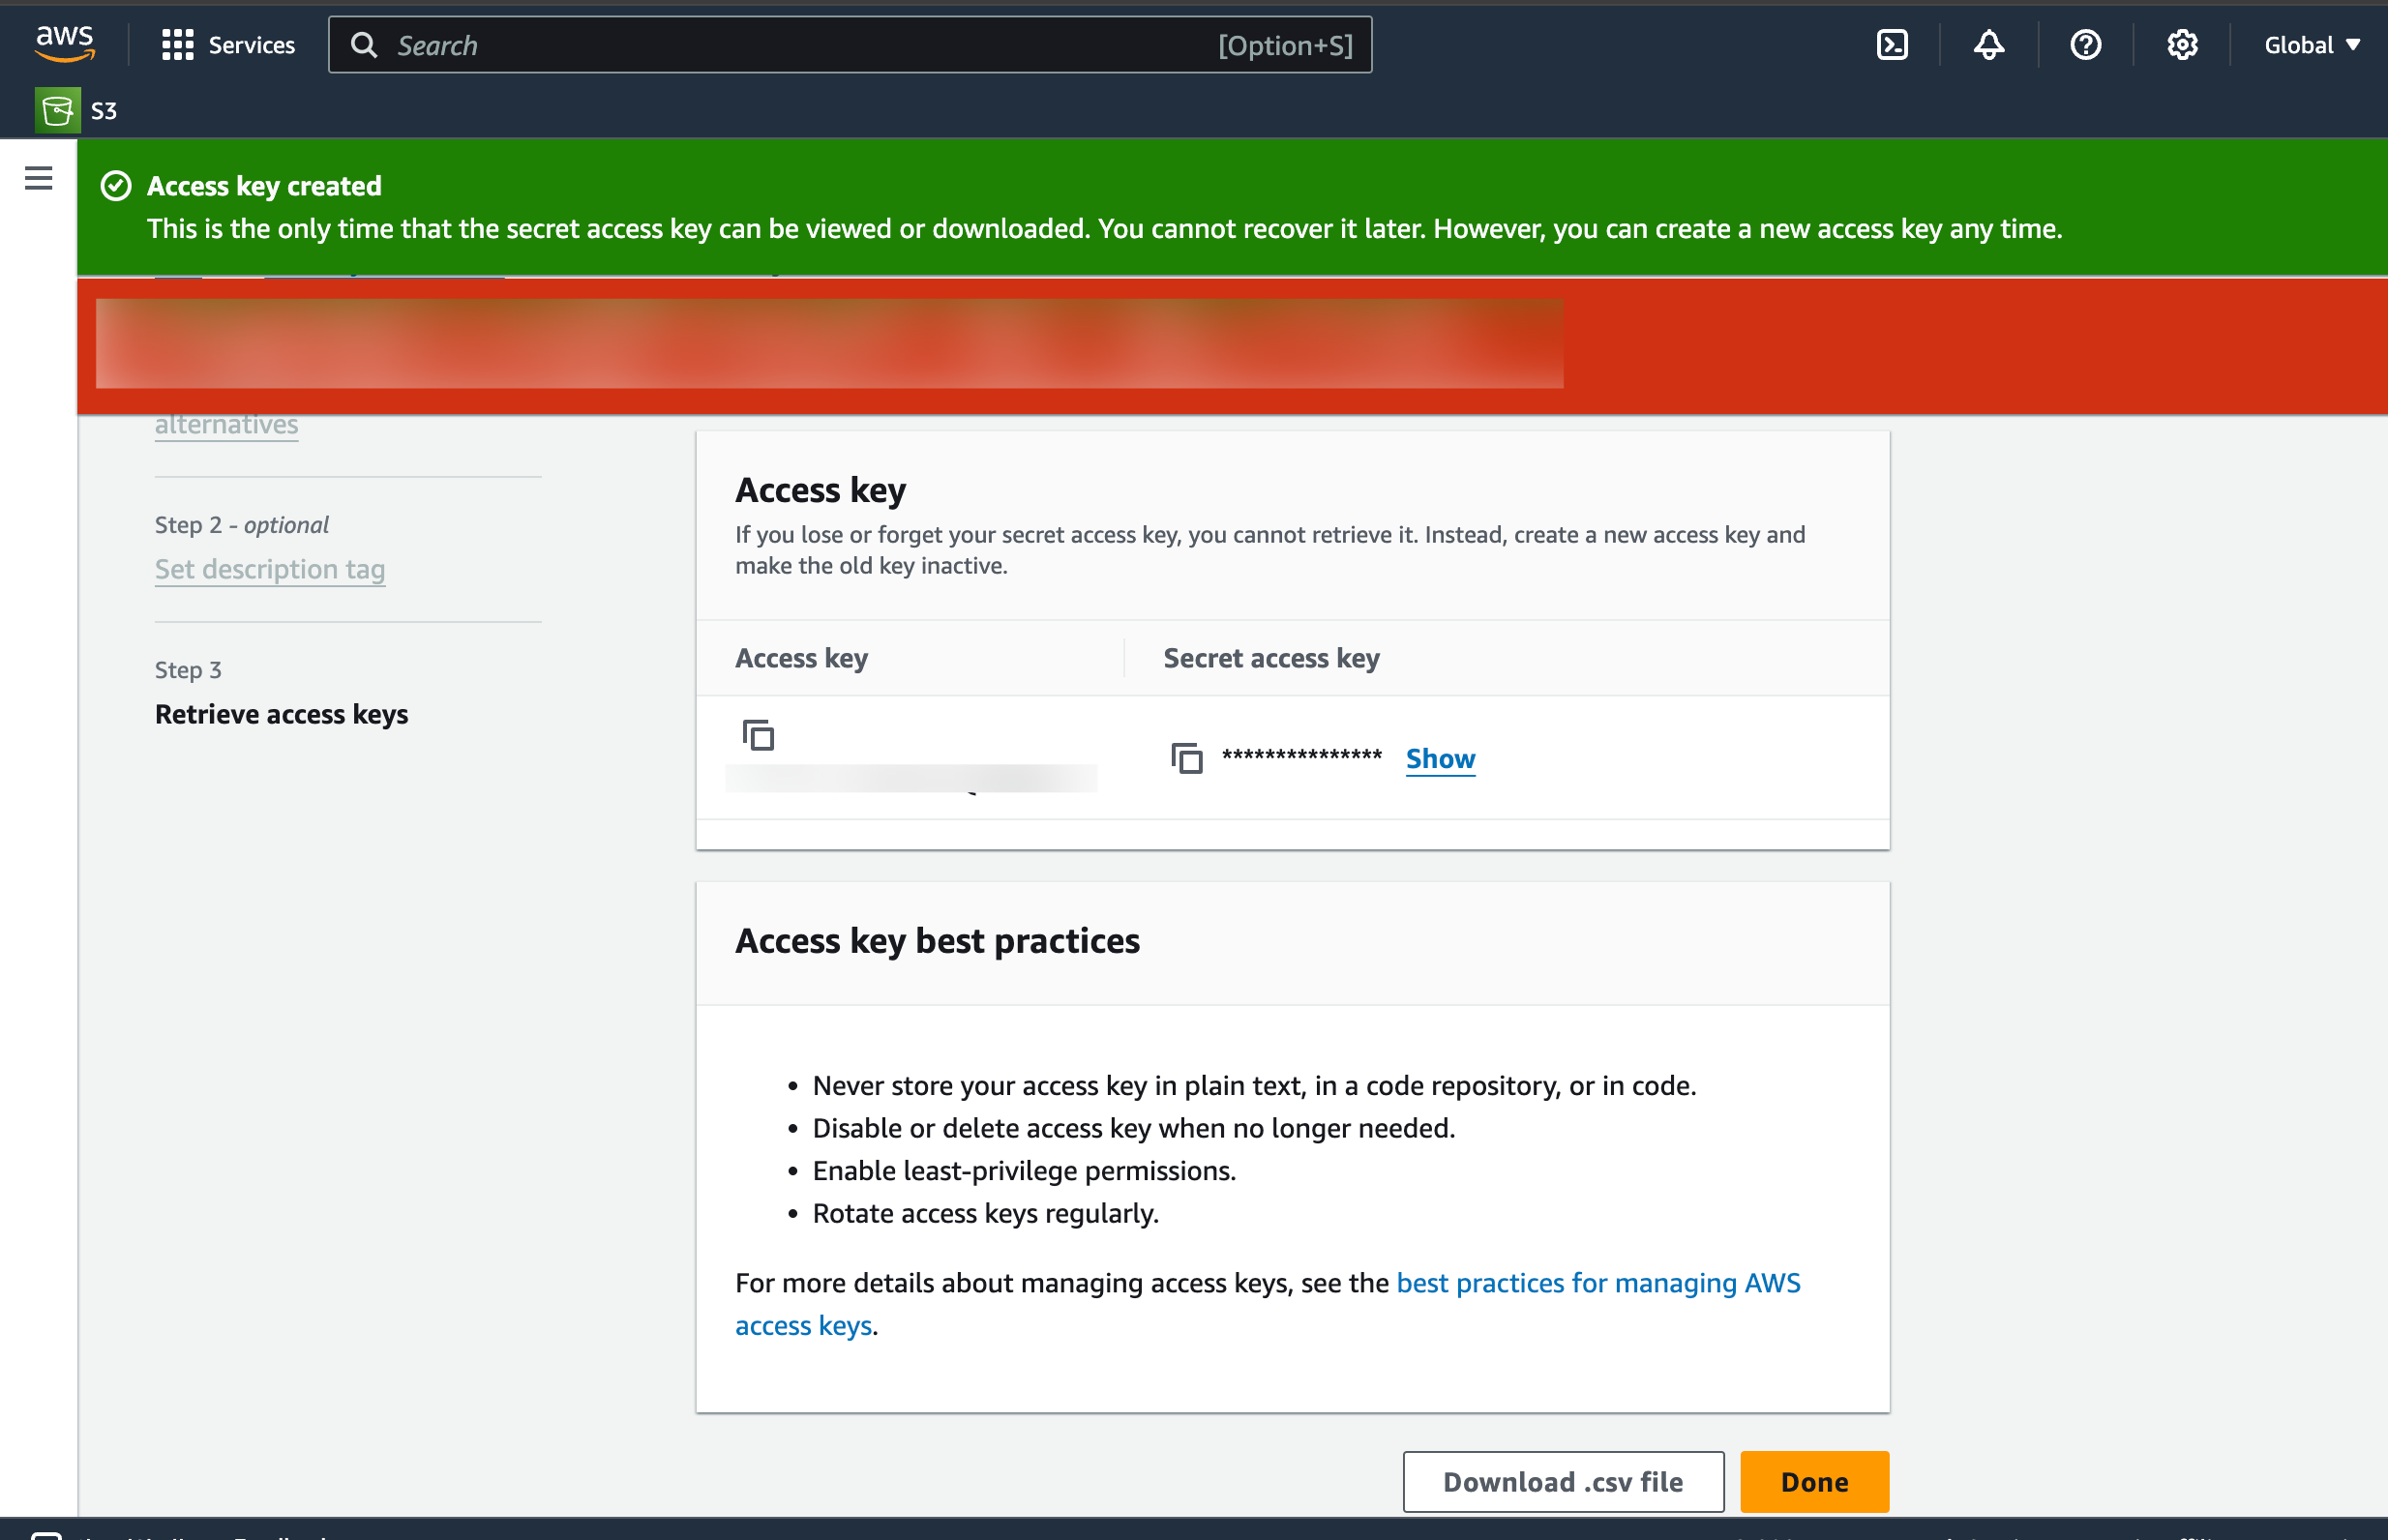 aws
Services
Search
[Option+S]
Global
S3
Access key created
This is the only time that the secret access key can be viewed or downloaded. You cannot recover it later. However, you can create a new access key any time.
alternatives
Step 2 - optional
Set description tag
Step 3
Retrieve access keys
Access key
If you lose or forget your secret access key, you cannot retrieve it. Instead, create a new access key and
make the old key inactive.
Access key
Secret access key
*************** Show
Access key best practices
• Never store your access key in plain text, in a code repository, or in code.
• Disable or delete access key when no longer needed.
• Enable least-privilege permissions.
• Rotate access keys regularly.
For more details about managing access keys, see the best practices for managing AWS
access keys.
Download .csv file
Done